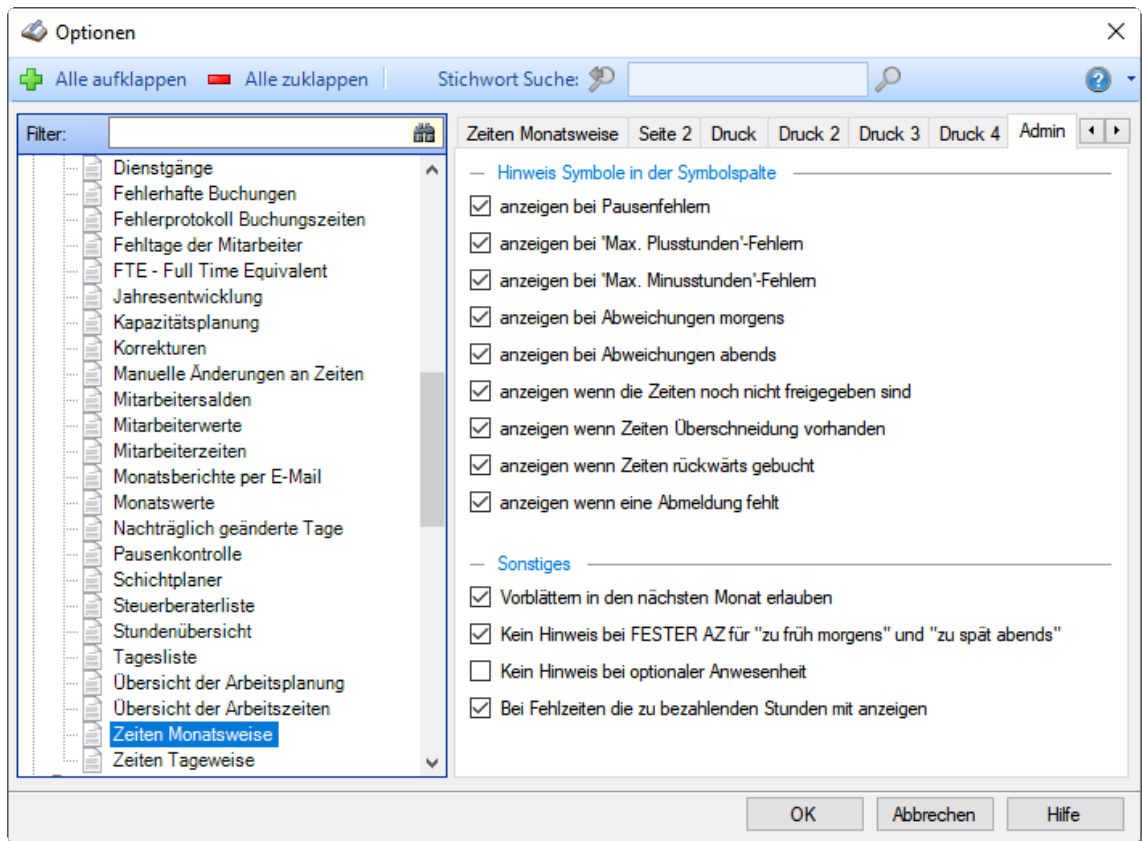 Optionen
Alle aufklappen Alle zuklappen Stichwort Suche:
Filter:
Dienstgänge
Fehlerhafte Buchungen
Fehlerprotokoll Buchungszeiten
Fehltage der Mitarbeiter
FTE - Full Time Equivalent
Jahresentwicklung
Kapazitätsplanung
Korrekturen
Manuelle Änderungen an Zeiten
Mitarbeitersalden
Mitarbeiterwerte
Mitarbeiterzeiten
Monatsberichte per E-Mail
Monatswerte
Nachträglich geänderte Tage
Pausenkontrolle
Schichtplaner
Steuerberaterliste
Stundenübersicht
Tagesliste
Übersicht der Arbeitsplanung
Übersicht der Arbeitszeiten
Zeiten Monatsweise
Zeiten Tageweise
Zeiten Monatsweise Seite 2 Druck Druck 2 Druck 3 Druck 4 Admin
Hinweis Symbole in der Symbolspalte
anzeigen bei Pausenfehlern
anzeigen bei 'Max. Plusstunden'-Fehlern
anzeigen bei 'Max. Minusstunden'-Fehlern
anzeigen bei Abweichungen morgens
anzeigen bei Abweichungen abends
anzeigen wenn die Zeiten noch nicht freigegeben sind
anzeigen wenn Zeiten Überschneidung vorhanden
anzeigen wenn Zeiten rückwärts gebucht
anzeigen wenn eine Abmeldung fehlt
Sonstiges
Vorblättern in den nächsten Monat erlauben
Kein Hinweis bei FESTER AZ für "zu früh morgens" und "zu spät abends"
Kein Hinweis bei optionaler Anwesenheit
Bei Fehlzeiten die zu bezahlenden Stunden mit anzeigen
OK Abbrechen Hilfe